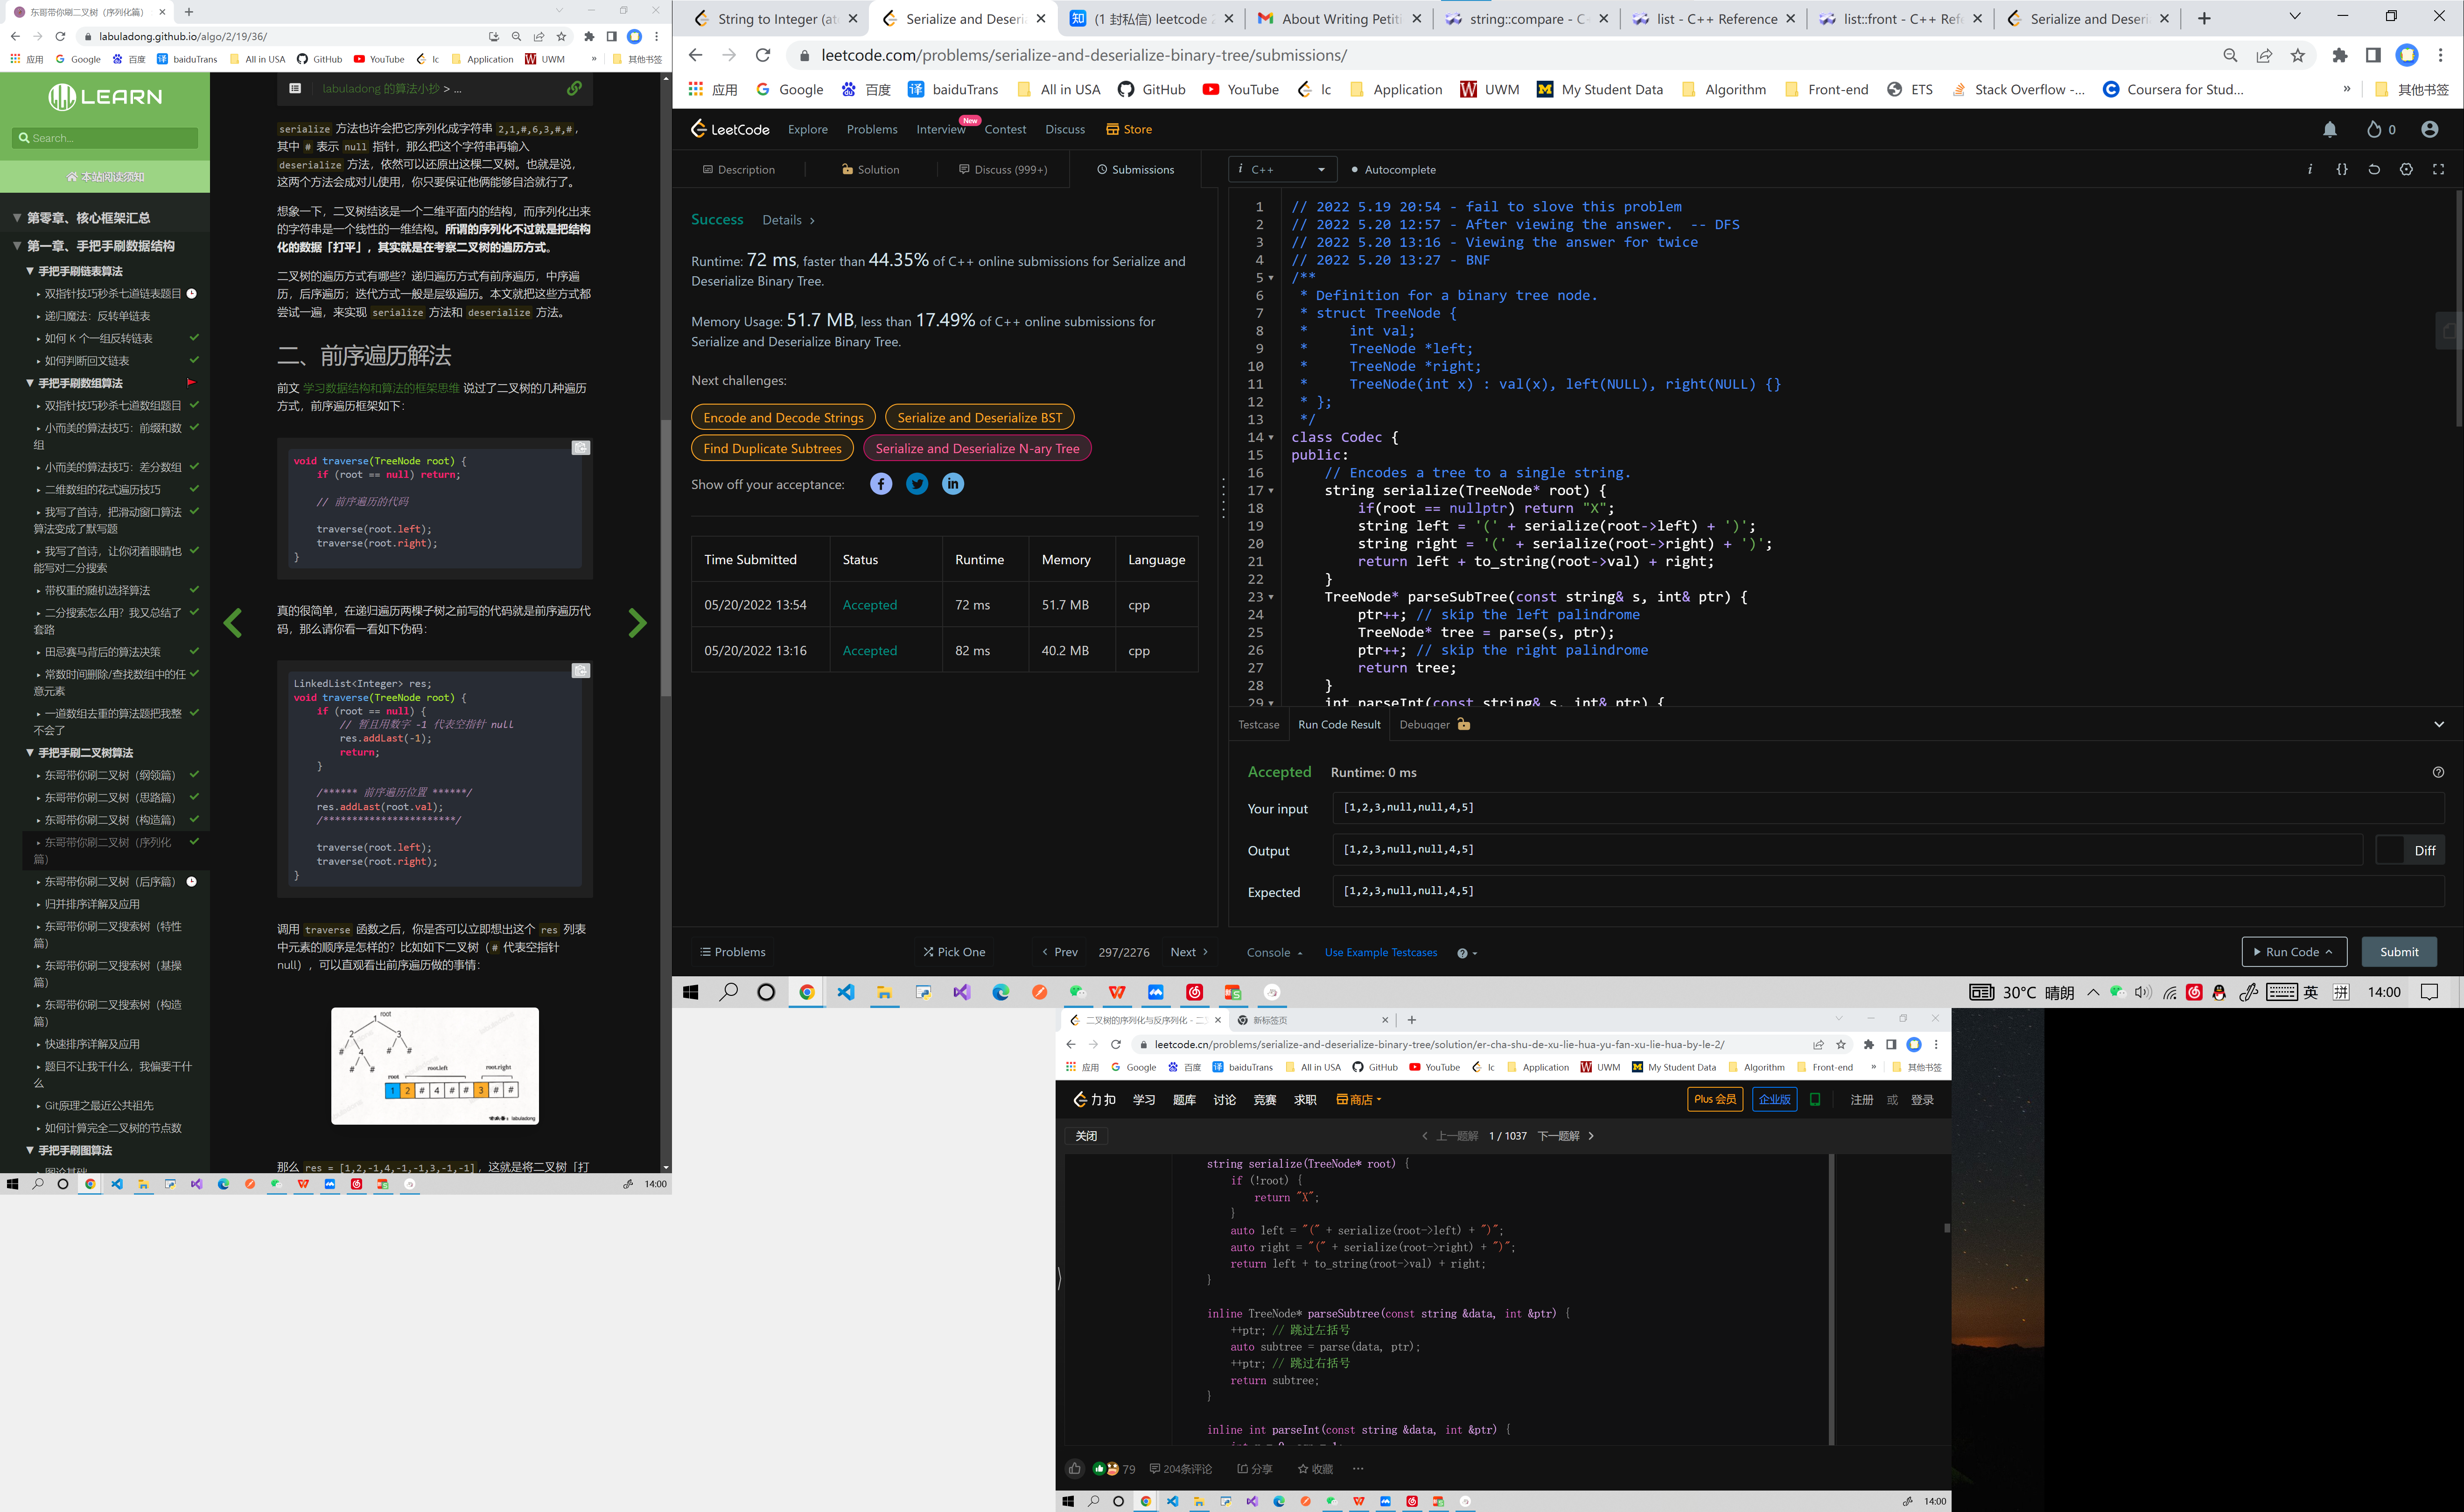 东哥带你刷二叉树（序列化篇）
labuladong.github.io/algo/2/19/36/
应用 Google 百度 baiduTrans All in USA GitHub YouTube lc Application UWM » 其他书签
LEARN
Search...
本站阅读须知
第零章、核心框架汇总
第一章、手把手刷数据结构
手把手刷链表算法
双指针技巧秒杀七道链表题目
递归魔法：反转单链表
如何 K 个一组反转链表
如何判断回文链表
手把手刷数组算法
双指针技巧秒杀七道数组题目
小而美的算法技巧：前缀和数
组
小而美的算法技巧：差分数组
二维数组的花式遍历技巧
我写了首诗，把滑动窗口算法
算法变成了默写题
我写了首诗，让你闭着眼睛也
能写对二分搜索
带权重的随机选择算法
二分搜索怎么用？我又总结了
套路
田忌赛马背后的算法决策
常数时间删除/查找数组中的任
意元素
一道数组去重的算法题把我整
不会了
手把手刷二叉树算法
东哥带你刷二叉树（纲领篇）
东哥带你刷二叉树（思路篇）
东哥带你刷二叉树（构造篇）
东哥带你刷二叉树（序列化
篇）
东哥带你刷二叉树（后序篇）
归并排序详解及应用
东哥带你刷二叉搜索树（特性
篇）
东哥带你刷二叉搜索树（基操
篇）
东哥带你刷二叉搜索树（构造
篇）
快速排序详解及应用
题目不让我干什么，我偏要干什
么
Git原理之最近公共祖先
如何计算完全二叉树的节点数
手把手刷图算法
图论基础
labuladong 的算法小抄 > ...
serialize 方法也许会把它序列化成字符串 2,1,#,6,3,#,#,
其中 # 表示 null 指针，那么把这个字符串再输入
deserialize 方法，依然可以还原出这棵二叉树。也就是说，
这两个方法会成对儿使用，你只要保证他俩能够自洽就行了。
想象一下，二叉树结该是一个二维平面内的结构，而序列化出来
的字符串是一个线性的一维结构。所谓的序列化不过就是把结构
化的数据「打平」，其实就是在考察二叉树的遍历方式。
二叉树的遍历方式有哪些？递归遍历方式有前序遍历，中序遍
历，后序遍历；迭代方式一般是层级遍历。本文就把这些方式都
尝试一遍，来实现 serialize 方法和 deserialize 方法。
二、前序遍历解法
前文 学习数据结构和算法的框架思维 说过了二叉树的几种遍历
方式，前序遍历框架如下：
void traverse(TreeNode root) {
if (root == null) return;
// 前序遍历的代码
traverse(root.left);
traverse(root.right);
}
真的很简单，在递归遍历两棵子树之前写的代码就是前序遍历代
码，那么请你看一看如下伪码：
LinkedList<Integer> res;
void traverse(TreeNode root) {
if (root == null) {
// 暂且用数字 -1 代表空指针 null
res.addLast(-1);
return;
}
/****** 前序遍历位置 ******/
res.addLast(root.val);
/***********************/
traverse(root.left);
traverse(root.right);
}
调用 traverse 函数之后，你是否可以立即想出这个 res 列表
中元素的顺序是怎样的？比如如下二叉树（# 代表空指针
null），可以直观看出前序遍历做的事情：
root
1
2 3
# 4 # #
# #
root root.left root.right
1 2 # 4 # # 3 # #
labuladong
那么 res = [1,2,-1,4,-1,-1,3,-1,-1]，这就是将二叉树「打
14:00
String to Integer (at
Serialize and Deseri
(1 封私信) leetcode
About Writing Petiti
string::compare - C
list - C++ Reference
list::front - C++ Ref
Serialize and Deseri
leetcode.com/problems/serialize-and-deserialize-binary-tree/submissions/
应用 Google 百度 baiduTrans All in USA GitHub YouTube lc Application UWM My Student Data Algorithm Front-end ETS Stack Overflow -... Coursera for Stud... » 其他书签
LeetCode Explore Problems Interview New Contest Discuss Store 0
Description Solution Discuss (999+) Submissions
Success Details >
Runtime: 72 ms, faster than 44.35% of C++ online submissions for Serialize and
Deserialize Binary Tree.
Memory Usage: 51.7 MB, less than 17.49% of C++ online submissions for
Serialize and Deserialize Binary Tree.
Next challenges:
Encode and Decode Strings Serialize and Deserialize BST
Find Duplicate Subtrees Serialize and Deserialize N-ary Tree
Show off your acceptance:
Time Submitted Status Runtime Memory Language
05/20/2022 13:54 Accepted 72 ms 51.7 MB cpp
05/20/2022 13:16 Accepted 82 ms 40.2 MB cpp
Problems Pick One < Prev 297/2276 Next >
i C++ Autocomplete
1 // 2022 5.19 20:54 - fail to slove this problem
2 // 2022 5.20 12:57 - After viewing the answer. -- DFS
3 // 2022 5.20 13:16 - Viewing the answer for twice
4 // 2022 5.20 13:27 - BNF
5 /**
6 * Definition for a binary tree node.
7 * struct TreeNode {
8 *     int val;
9 *     TreeNode *left;
10 *     TreeNode *right;
11 *     TreeNode(int x) : val(x), left(NULL), right(NULL) {}
12 * };
13 */
14 class Codec {
15 public:
16 // Encodes a tree to a single string.
17 string serialize(TreeNode* root) {
18 if(root == nullptr) return "X";
19 string left = '(' + serialize(root->left) + ')';
20 string right = '(' + serialize(root->right) + ')';
21 return left + to_string(root->val) + right;
22 }
23 TreeNode* parseSubTree(const string& s, int& ptr) {
24 ptr++; // skip the left palindrome
25 TreeNode* tree = parse(s, ptr);
26 ptr++; // skip the right palindrome
27 return tree;
28 }
29 int parseInt(const string& s, int& ptr) {
Testcase Run Code Result Debugger
Accepted Runtime: 0 ms
Your input [1,2,3,null,null,4,5]
Output [1,2,3,null,null,4,5] Diff
Expected [1,2,3,null,null,4,5]
Console Use Example Testcases Run Code Submit
30°C 晴朗 英 拼 14:00
二叉树的序列化与反序列化 - 二
新标签页
leetcode.cn/problems/serialize-and-deserialize-binary-tree/solution/er-cha-shu-de-xu-lie-hua-yu-fan-xu-lie-hua-by-le-2/
应用 Google 百度 baiduTrans All in USA GitHub YouTube lc Application UWM My Student Data Algorithm Front-end » 其他书签
力扣 学习 题库 讨论 竞赛 求职 商店 Plus 会员 企业版 注册 或 登录
关闭 < 上一题解 1 / 1037 下一题解 >
string serialize(TreeNode* root) {
if (!root) {
return "X";
}
auto left = "(" + serialize(root->left) + ")";
auto right = "(" + serialize(root->right) + ")";
return left + to_string(root->val) + right;
}
inline TreeNode* parseSubtree(const string &data, int &ptr) {
++ptr; // 跳过左括号
auto subtree = parse(data, ptr);
++ptr; // 跳过右括号
return subtree;
}
inline int parseInt(const string &data, int &ptr) {
79 204条评论 分享 收藏 ...
14:00